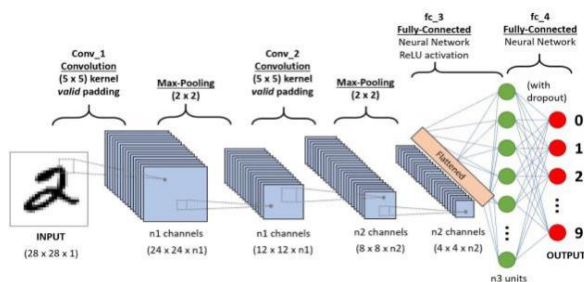 fc_3
Fully-Connected
Neural Network
ReLU activation
fc_4
Fully-Connected
Neural Network
Conv_1
Convolution
(5 x 5) kernel
valid padding
Max-Pooling
(2 x 2)
Conv_2
Convolution
(5 x 5) kernel
valid padding
Max-Pooling
(2 x 2)
(with
dropout)
Flattened
0
1
2
9
INPUT
(28 x 28 x 1)
n1 channels
(24 x 24 x n1)
n1 channels
(12 x 12 x n1)
n2 channels
(8 x 8 x n2)
n2 channels
(4 x 4 x n2)
n3 units
OUTPUT
2